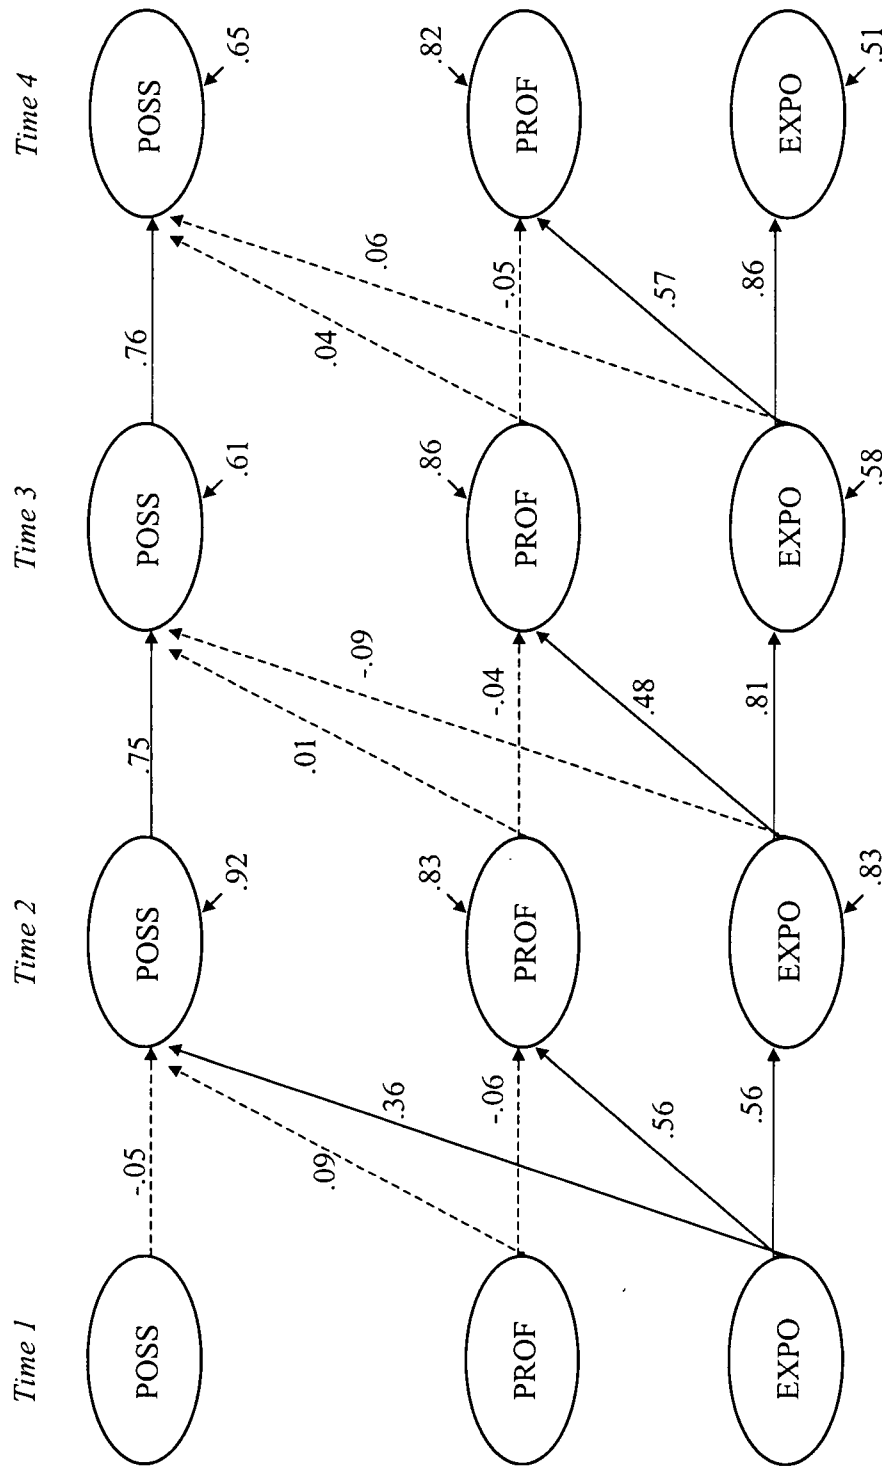 Time 1
Time 2
Time 3
Time 4
POSS
-.05
POSS
.92
.75
POSS
.61
.76
POSS
.65
.09
.36
.01
-.09
.04
.06
PROF
-.06
PROF
.83
-.04
PROF
.86
-.05
PROF
.82
.56
.48
.57
EXPO
.56
EXPO
.83
.81
EXPO
.58
.86
EXPO
.51